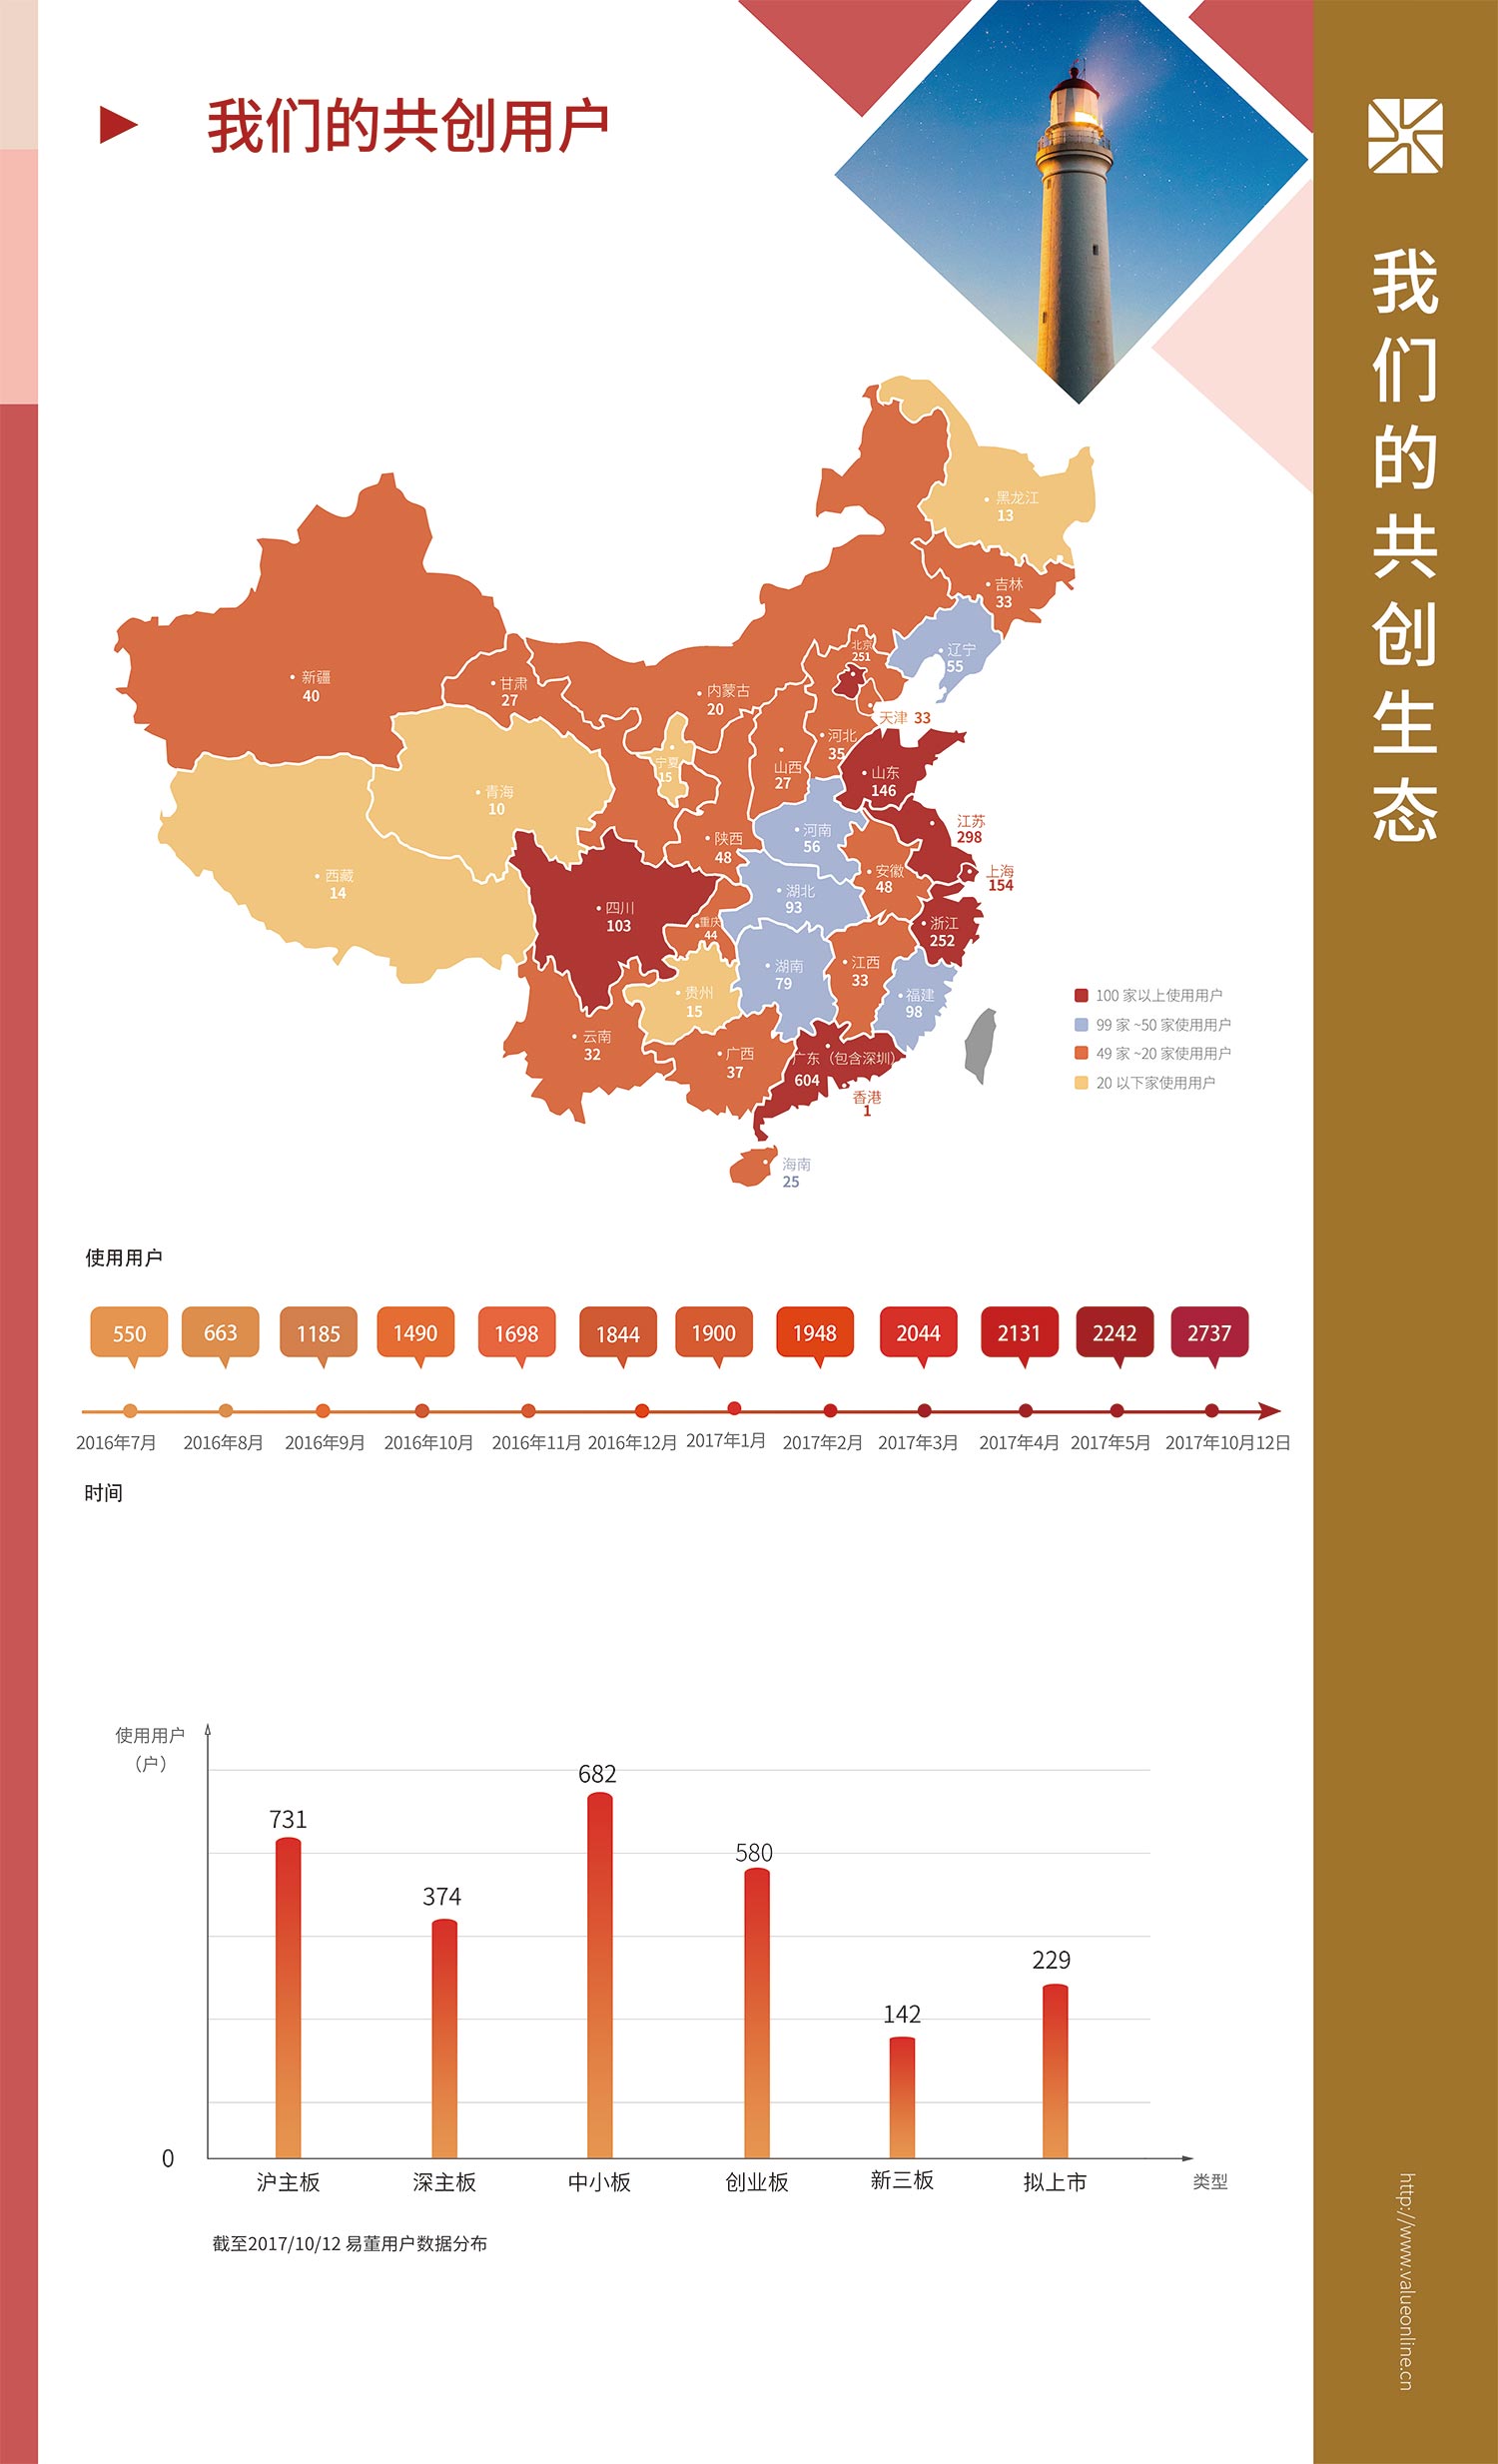 我们的共创用户
我们的共创生态
黑龙江
13
吉林
33
辽宁
55
北京
251
天津 33
新疆
40
甘肃
27
内蒙古
20
河北
35
山西
27
山东
146
宁夏
15
青海
10
陕西
48
河南
56
江苏
298
安徽
48
上海
154
西藏
14
四川
103
重庆
44
湖北
93
浙江
252
湖南
79
江西
33
福建
98
贵州
15
云南
32
广西
37
广东（包含深圳）
604
香港
1
海南
25
100 家以上使用用户
99 家 ~50 家使用用户
49 家 ~20 家使用用户
20 以下家使用用户
使用用户
550 663 1185 1490 1698 1844 1900 1948 2044 2131 2242 2737
2016年7月 2016年8月 2016年9月 2016年10月 2016年11月 2016年12月 2017年1月 2017年2月 2017年3月 2017年4月 2017年5月 2017年10月12日
时间
使用用户
（户）
731 374 682 580 142 229
0
沪主板 深主板 中小板 创业板 新三板 拟上市 类型
截至2017/10/12 易董用户数据分布
http://www.valueonline.cn